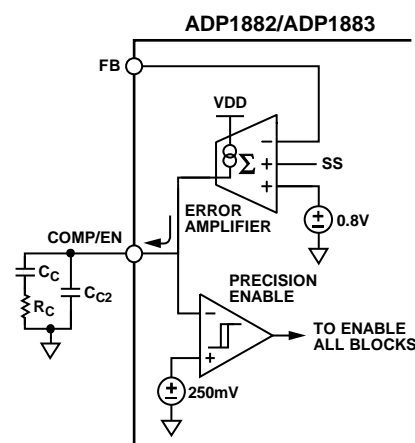 ADP1882/ADP1883
FB
VDD
Σ
−
+
+
SS
ERROR
AMPLIFIER
0.8V
COMP/EN
CC
RC
CC2
PRECISION
ENABLE
−
+
TO ENABLE
ALL BLOCKS
250mV